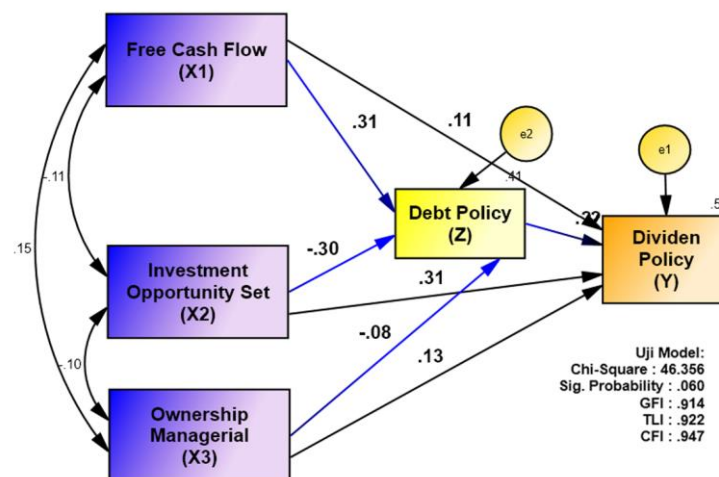 Free Cash Flow
(X1)
.31
.11
e2
e1
.41
.5
-.11
.15
Debt Policy
(Z)
Dividen
Policy
(Y)
Investment
Opportunity Set
(X2)
-.30
.31
-.08
.13
-.10
Ownership
Managerial
(X3)
Uji Model:
Chi-Square : 46.356
Sig. Probability : .060
GFI : .914
TLI : .922
CFI : .947